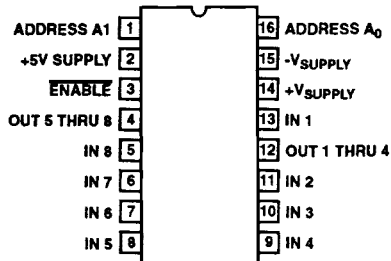 ADDRESS A1 1 16 ADDRESS A0
+5V SUPPLY 2 15 -VSUPPLY
ENABLE 3 14 +VSUPPLY
OUT 5 THRU 8 4 13 IN 1
IN 8 5 12 OUT 1 THRU 4
IN 7 6 11 IN 2
IN 6 7 10 IN 3
IN 5 8 9 IN 4